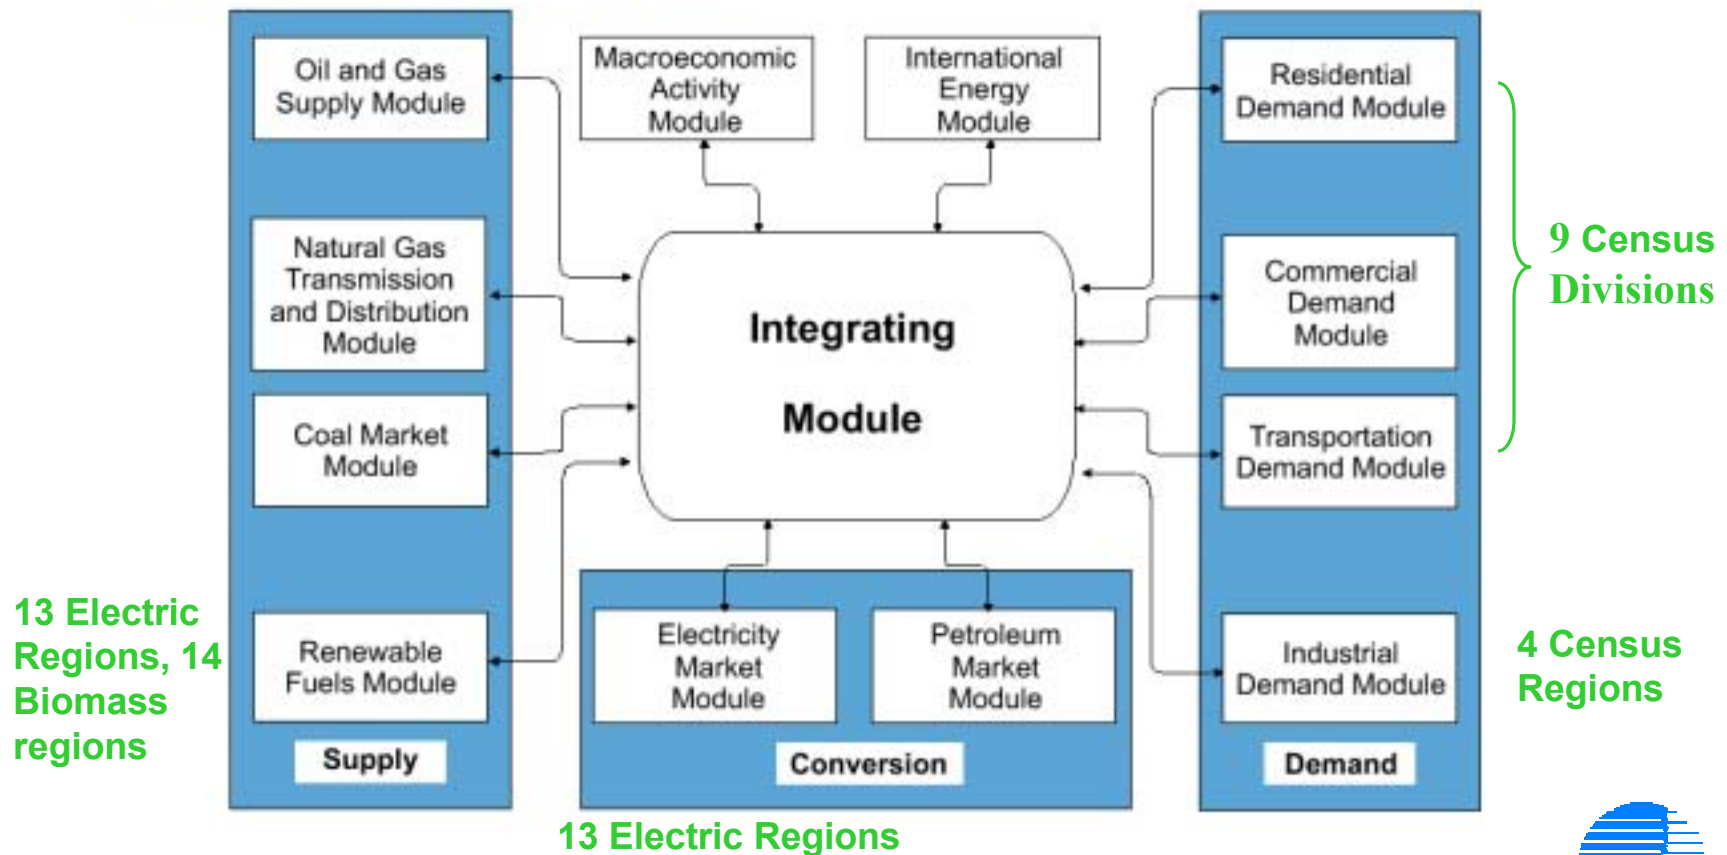 Oil and Gas
Supply Module
Natural Gas
Transmission
and Distribution
Module
Coal Market
Module
Renewable
Fuels Module
Supply
13 Electric
Regions, 14
Biomass
regions
Macroeconomic
Activity
Module
International
Energy
Module
Integrating
Module
Electricity
Market
Module
Petroleum
Market
Module
Conversion
13 Electric Regions
Residential
Demand Module
Commercial
Demand
Module
Transportation
Demand Module
Industrial
Demand Module
Demand
9 Census
Divisions
4 Census
Regions